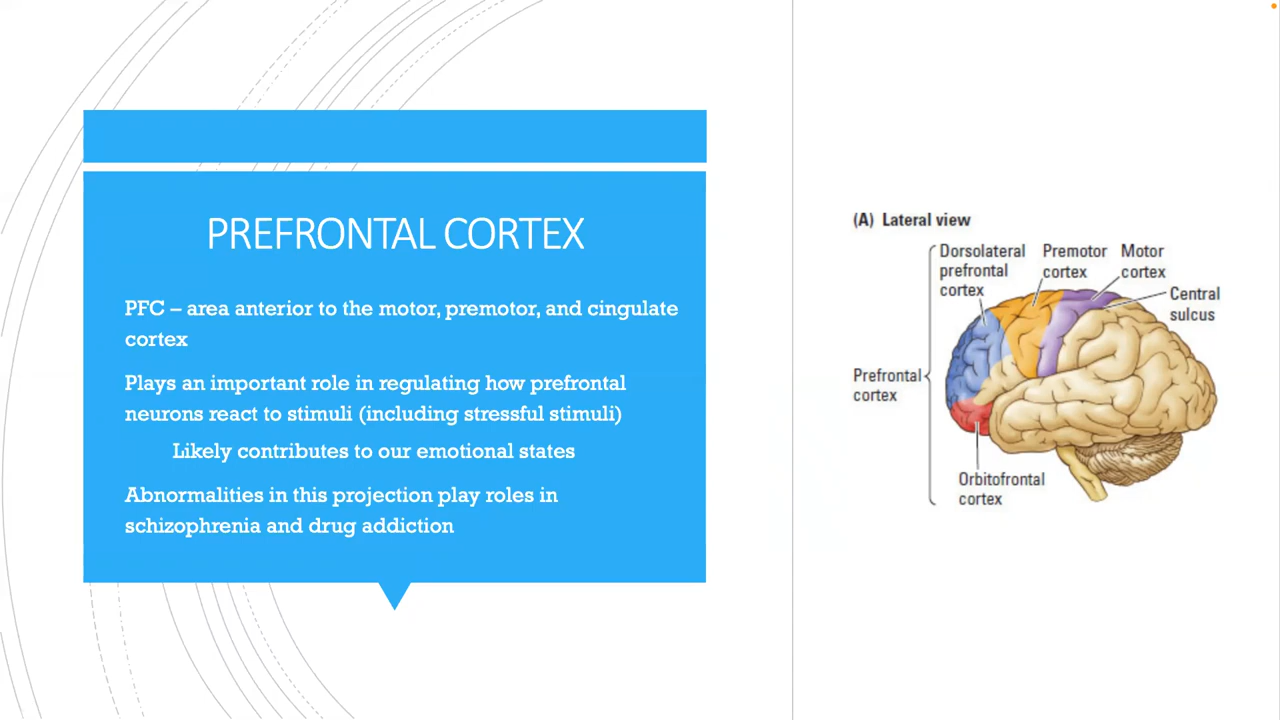 PREFRONTAL CORTEX
PFC – area anterior to the motor, premotor, and cingulate
cortex
Plays an important role in regulating how prefrontal
neurons react to stimuli (including stressful stimuli)
Likely contributes to our emotional states
Abnormalities in this projection play roles in
schizophrenia and drug addiction
(A) Lateral view
Dorsolateral
prefrontal
cortex
Premotor
cortex
Motor
cortex
Central
sulcus
Prefrontal
cortex
Orbitofrontal
cortex